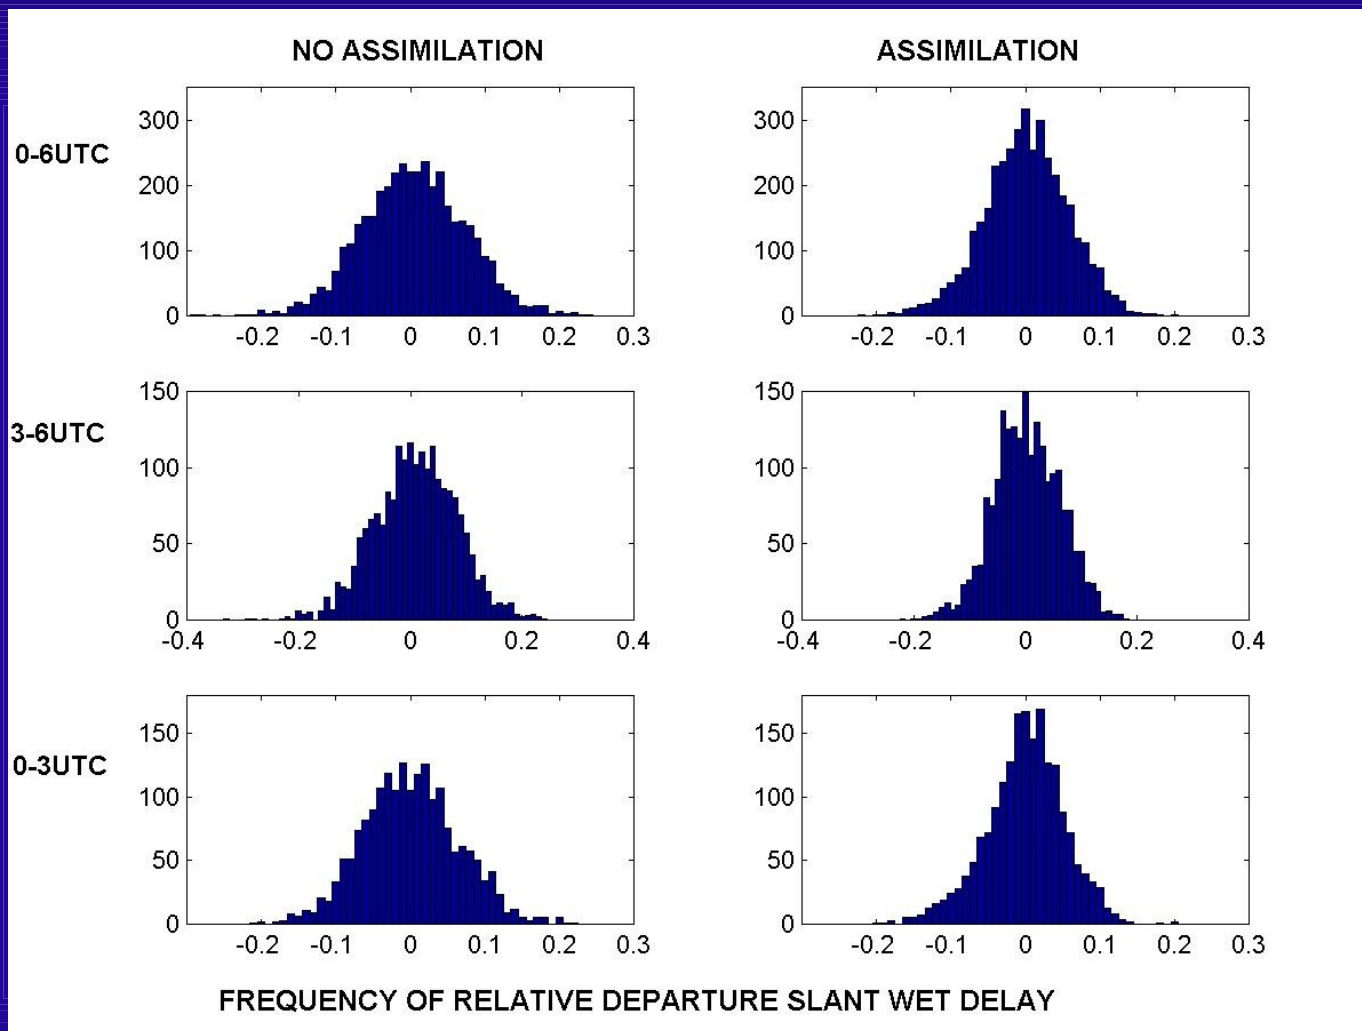 NO ASSIMILATION ASSIMILATION
0-6UTC
300 300
200 200
100 100
0 0
-0.2 -0.1 0 0.1 0.2 0.3 -0.2 -0.1 0 0.1 0.2 0.3
3-6UTC
150 150
100 100
50 50
0 0
-0.4 -0.2 0 0.2 0.4 -0.4 -0.2 0 0.2 0.4
0-3UTC
150 150
100 100
50 50
0 0
-0.2 -0.1 0 0.1 0.2 0.3 -0.2 -0.1 0 0.1 0.2 0.3
FREQUENCY OF RELATIVE DEPARTURE SLANT WET DELAY